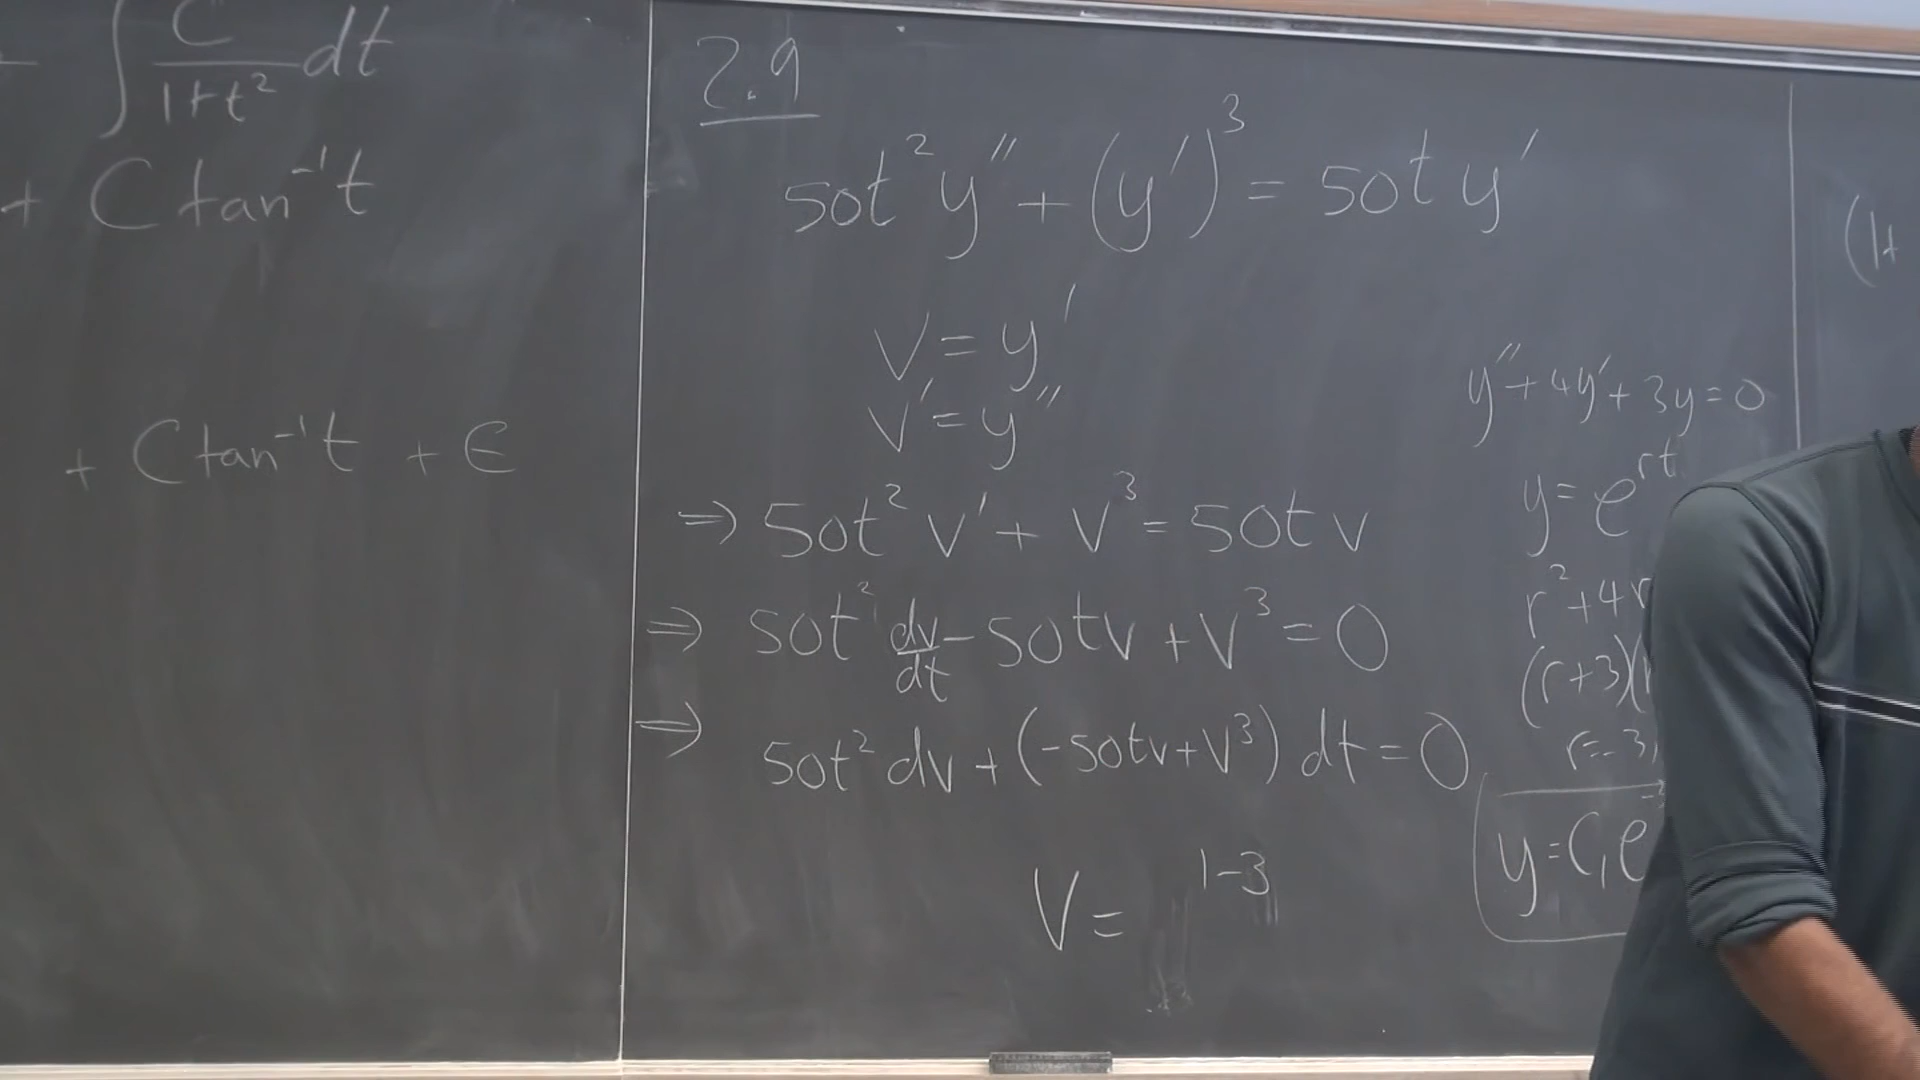 ∫ C/(1+t²) dt
+ C tan⁻¹t
+ C tan⁻¹t + E
2.9
50t² y″ + (y′)³ = 50t y′
v = y′
v′ = y″
⇒ 50t² v′ + v³ = 50t v
⇒ 50t² dv/dt − 50tv + v³ = 0
⇒ 50t² dv + (−50tv + v³) dt = 0
V = 1−3
y″ + 4y′ + 3y = 0
y = e^rt
r² + 4r
(r+3)(r
r = −3,
y = C₁e⁻³
(1+